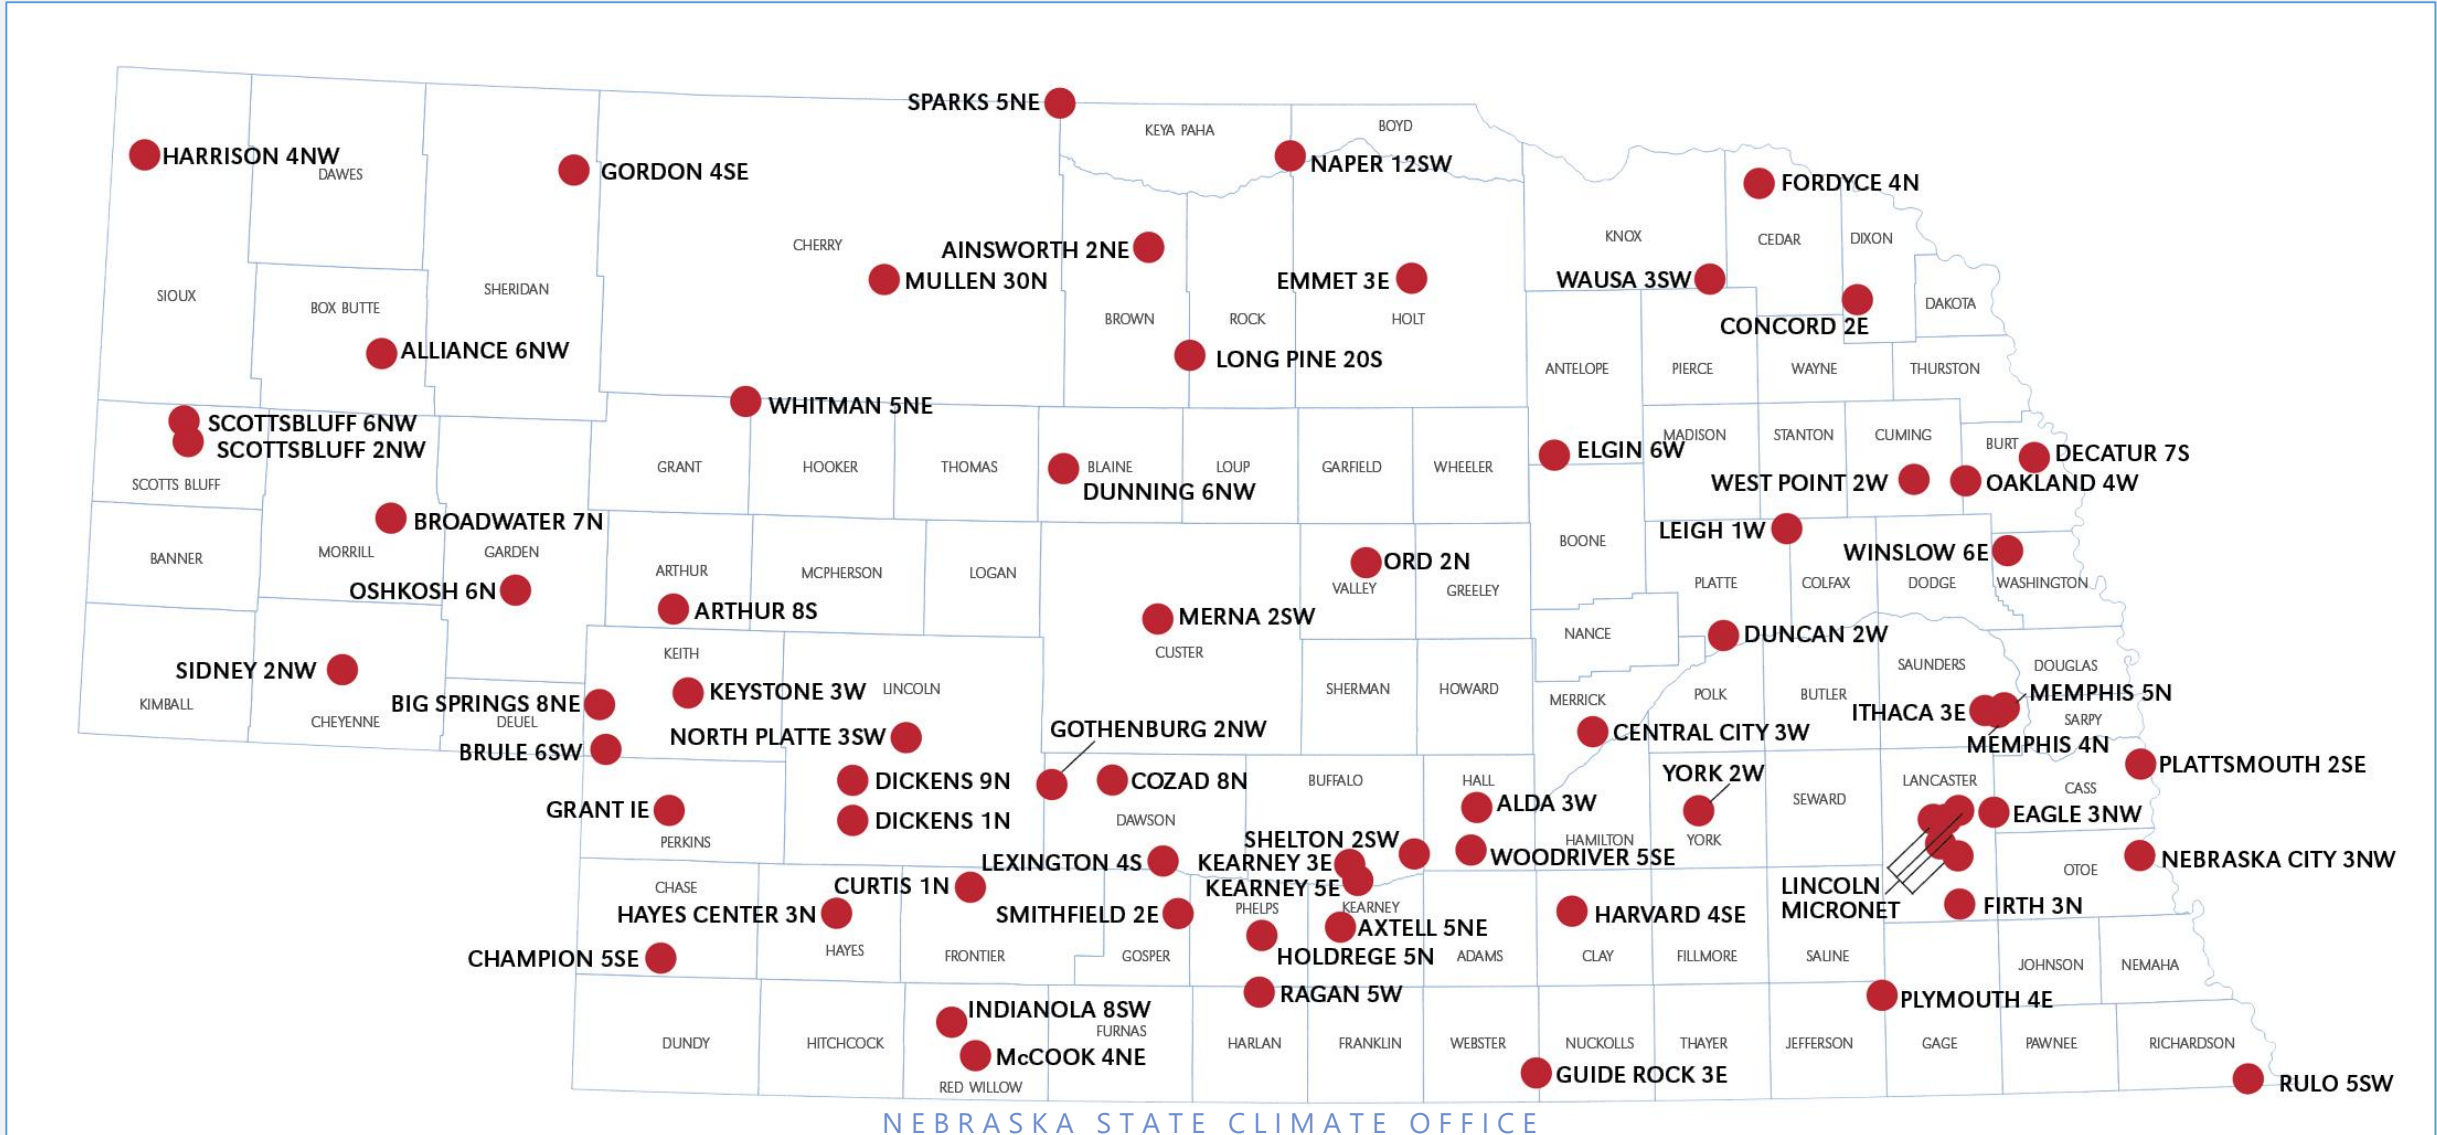 SPARKS 5NE
KEYA PAHA
BOYD
HARRISON 4NW
DAWES
GORDON 4SE
NAPER 12SW
FORDYCE 4N
CHERRY
AINSWORTH 2NE
KNOX
CEDAR
DIXON
MULLEN 30N
EMMET 3E
WAUSA 3SW
SIOUX
SHERIDAN
BOX BUTTE
BROWN
ROCK
HOLT
CONCORD 2E
DAKOTA
ALLIANCE 6NW
LONG PINE 20S
ANTELOPE
PIERCE
WAYNE
THURSTON
WHITMAN 5NE
SCOTTSBLUFF 6NW
SCOTTSBLUFF 2NW
MADISON
STANTON
CUMING
BURT
ELGIN 6W
DECATUR 7S
GRANT
HOOKER
THOMAS
BLAINE
LOUP
GARFIELD
WHEELER
SCOTTS BLUFF
DUNNING 6NW
WEST POINT 2W
OAKLAND 4W
BROADWATER 7N
LEIGH 1W
BANNER
MORRILL
GARDEN
BOONE
WINSLOW 6E
ARTHUR
MCPHERSON
LOGAN
ORD 2N
VALLEY
GREELEY
PLATTE
COLFAX
DODGE
WASHINGTON
OSHKOSH 6N
ARTHUR 8S
MERNA 2SW
NANCE
DUNCAN 2W
KEITH
CUSTER
SAUNDERS
DOUGLAS
SIDNEY 2NW
KEYSTONE 3W
LINCOLN
SHERMAN
HOWARD
MERRICK
POLK
BUTLER
MEMPHIS 5N
KIMBALL
BIG SPRINGS 8NE
ITHACA 3E
SARPY
CHEYENNE
DEUEL
GOTHENBURG 2NW
CENTRAL CITY 3W
NORTH PLATTE 3SW
MEMPHIS 4N
BRULE 6SW
PLATTSMOUTH 2SE
DICKENS 9N
COZAD 8N
BUFFALO
HALL
YORK 2W
LANCASTER
CASS
GRANT IE
ALDA 3W
SEWARD
EAGLE 3NW
DICKENS 1N
DAWSON
PERKINS
SHELTON 2SW
HAMILTON
YORK
LEXINGTON 4S
KEARNEY 3E
WOODRIVER 5SE
NEBRASKA CITY 3NW
OTOE
CHASE
CURTIS 1N
KEARNEY 5E
LINCOLN
MICRONET
HAYES CENTER 3N
SMITHFIELD 2E
PHELPS
KEARNEY
HARVARD 4SE
FIRTH 3N
AXTELL 5NE
CHAMPION 5SE
HAYES
FRONTIER
GOSPER
HOLDREGE 5N
ADAMS
CLAY
FILLMORE
SALINE
JOHNSON
NEMAHA
RAGAN 5W
PLYMOUTH 4E
INDIANOLA 8SW
FURNAS
DUNDY
HITCHCOCK
HARLAN
FRANKLIN
WEBSTER
NUCKOLLS
THAYER
JEFFERSON
GAGE
PAWNEE
RICHARDSON
McCOOK 4NE
GUIDE ROCK 3E
RED WILLOW
RULO 5SW
NEBRASKA STATE CLIMATE OFFICE